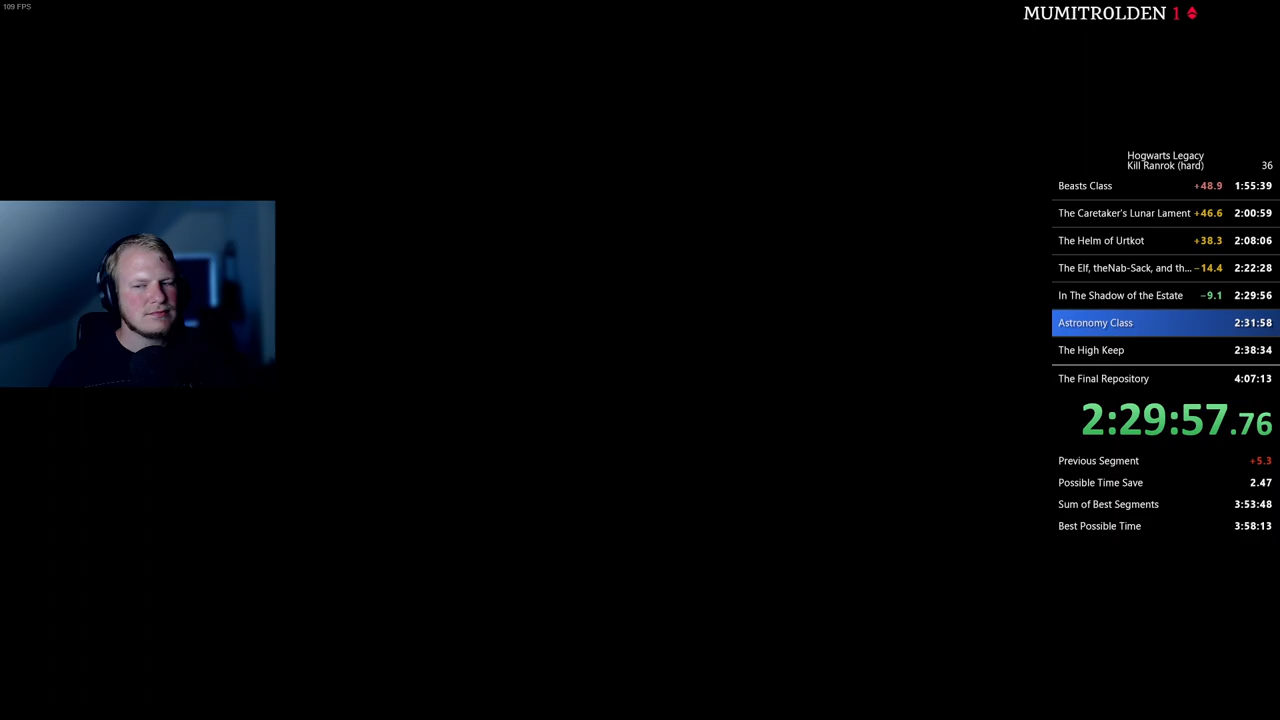 109 FPS
MUMITROLDEN 1
Hogwarts Legacy
Kill Ranrok (hard) 36
Beasts Class +48.9 1:55:39
The Caretaker's Lunar Lament +46.6 2:00:59
The Helm of Urtkot +38.3 2:08:06
The Elf, theNab-Sack, and th... −14.4 2:22:28
In The Shadow of the Estate −9.1 2:29:56
Astronomy Class 2:31:58
The High Keep 2:38:34
The Final Repository 4:07:13
2:29:57.76
Previous Segment +5.3
Possible Time Save 2.47
Sum of Best Segments 3:53:48
Best Possible Time 3:58:13